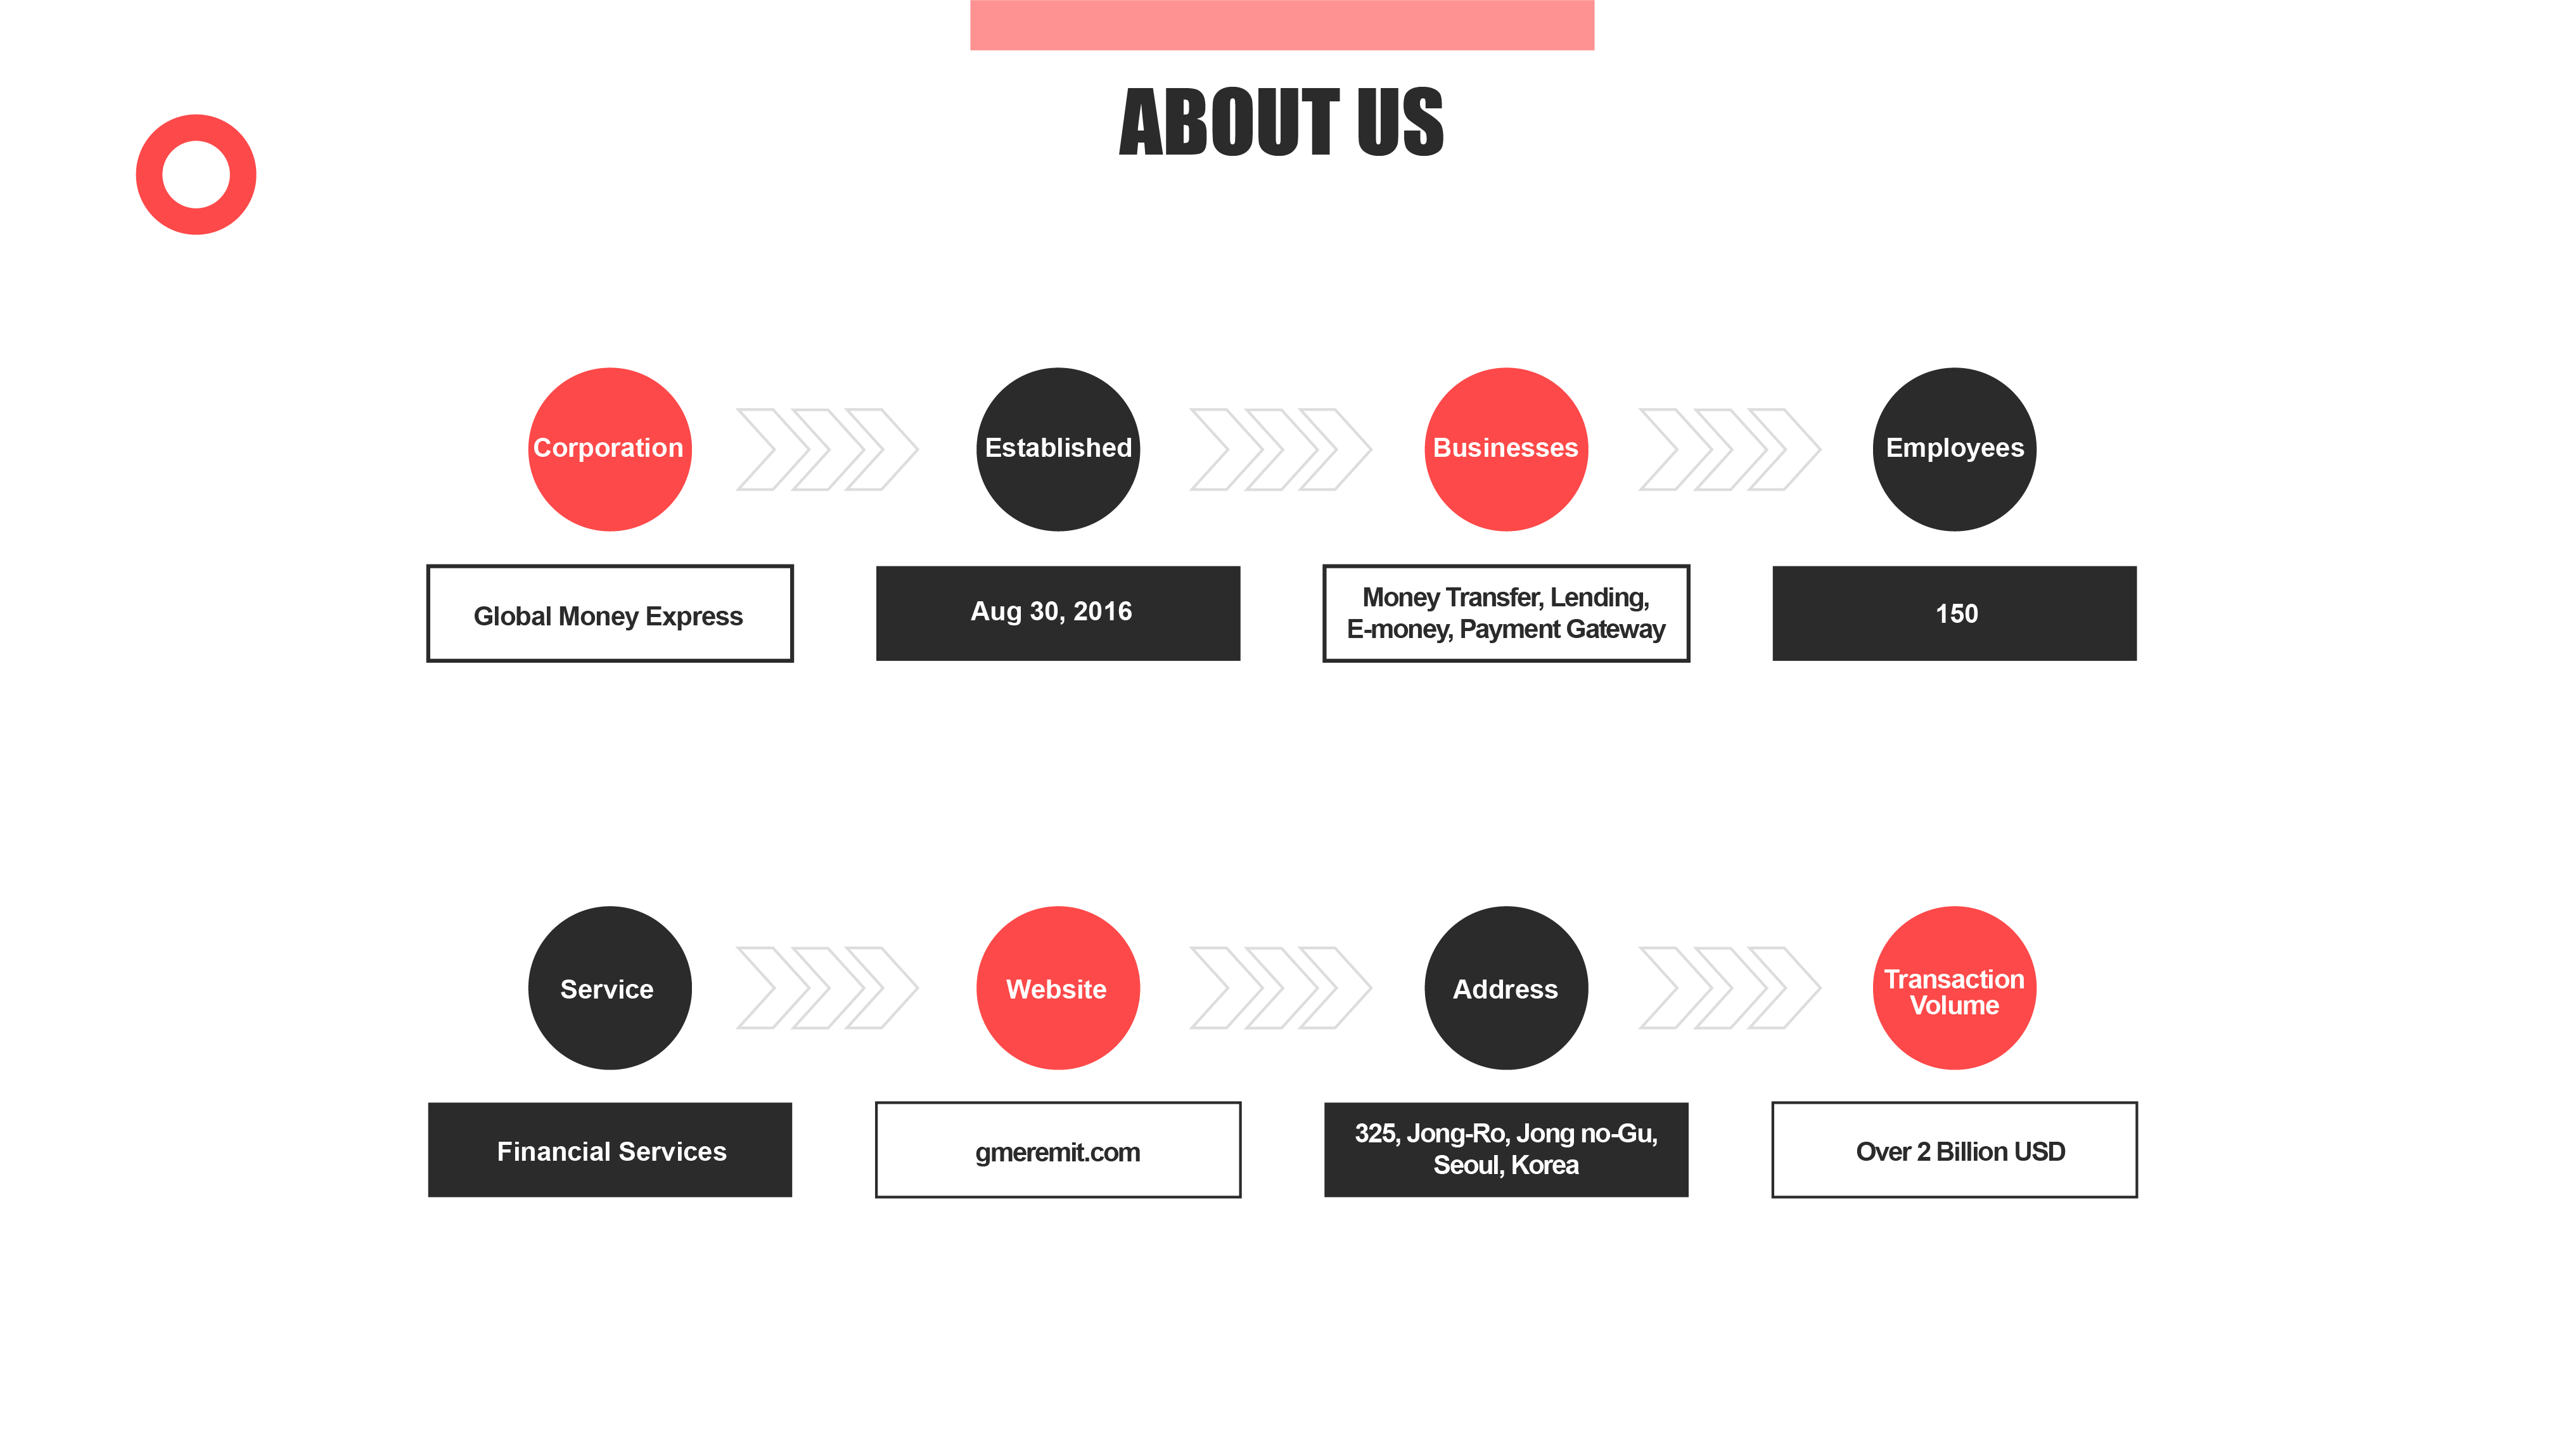 ABOUT US
Corporation
Established
Businesses
Employees
Global Money Express
Aug 30, 2016
Money Transfer, Lending,
E-money, Payment Gateway
150
Service
Website
Address
Transaction
Volume
Financial Services
gmeremit.com
325, Jong-Ro, Jong no-Gu,
Seoul, Korea
Over 2 Billion USD